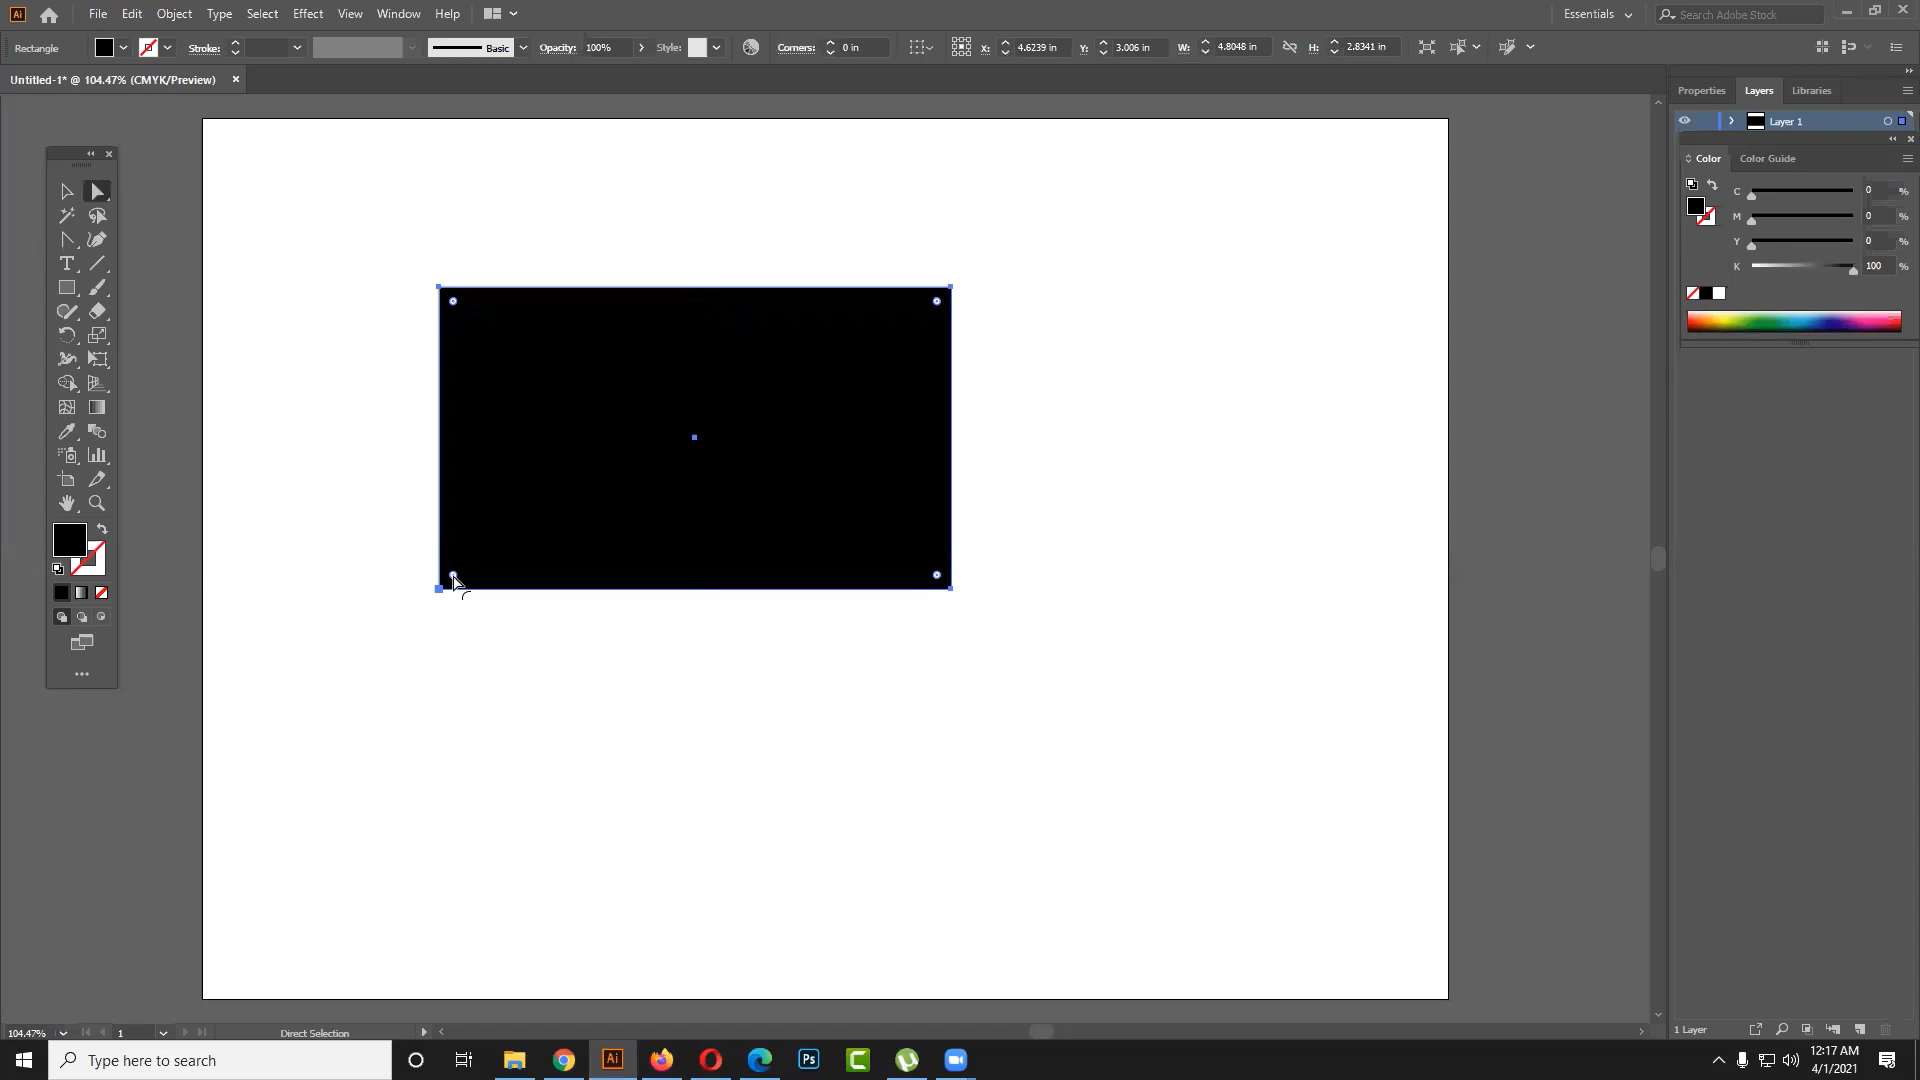 Ai File Edit Object Type Select Effect View Window Help Essentials Search Adobe Stock
Rectangle Stroke: Basic Opacity: 100% Style: Corners: 0 in X: 4.6239 in Y: 3.006 in W: 4.8048 in H: 2.8341 in
Untitled-1* @ 104.47% (CMYK/Preview)
Properties Layers Libraries
Layer 1
Color Color Guide
C 0 %
M 0 %
Y 0 %
K 100 %
T
104.47% 1 Direct Selection 1 Layer
Type here to search Ai Ps C 12:17 AM
4/1/2021